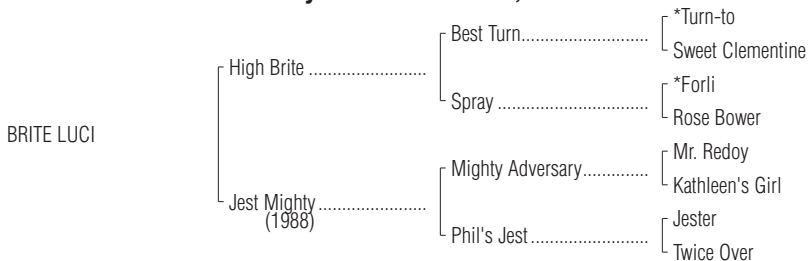 *Turn-to
Best Turn
Sweet Clementine
High Brite
*Forli
Spray
Rose Bower
BRITE LUCI
Mr. Redoy
Mighty Adversary
Kathleen's Girl
Jest Mighty
(1988)
Jester
Phil's Jest
Twice Over